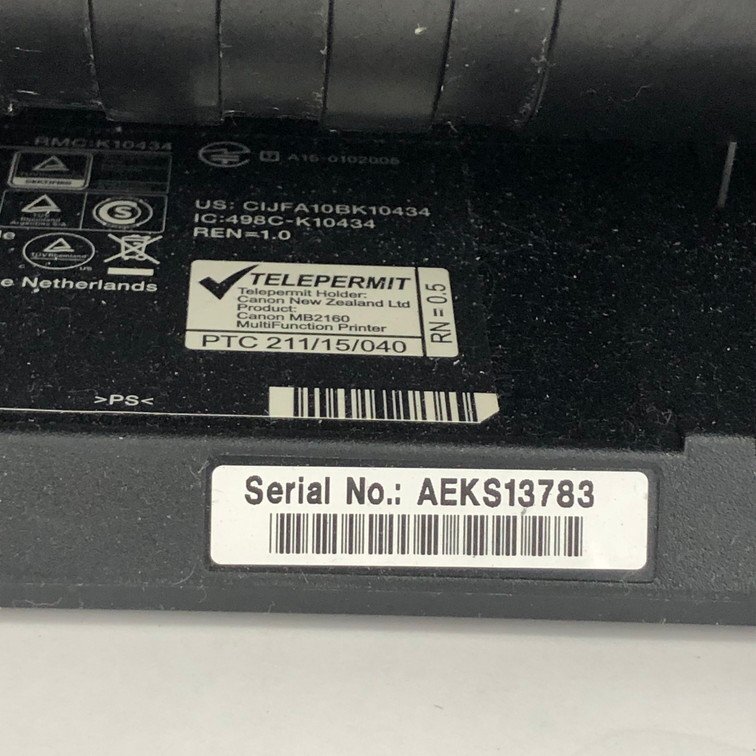 RMC:K10434
A16-0102006
US: CIJFA10BK10434
IC:498C-K10434
REN=1.0
e Netherlands
TELEPERMIT
Telepermit Holder:
Canon New Zealand Ltd
Product:
Canon MB2160
MultiFunction Printer
PTC 211/15/040
RN = 0.5
>PS<
Serial No.: AEKS13783